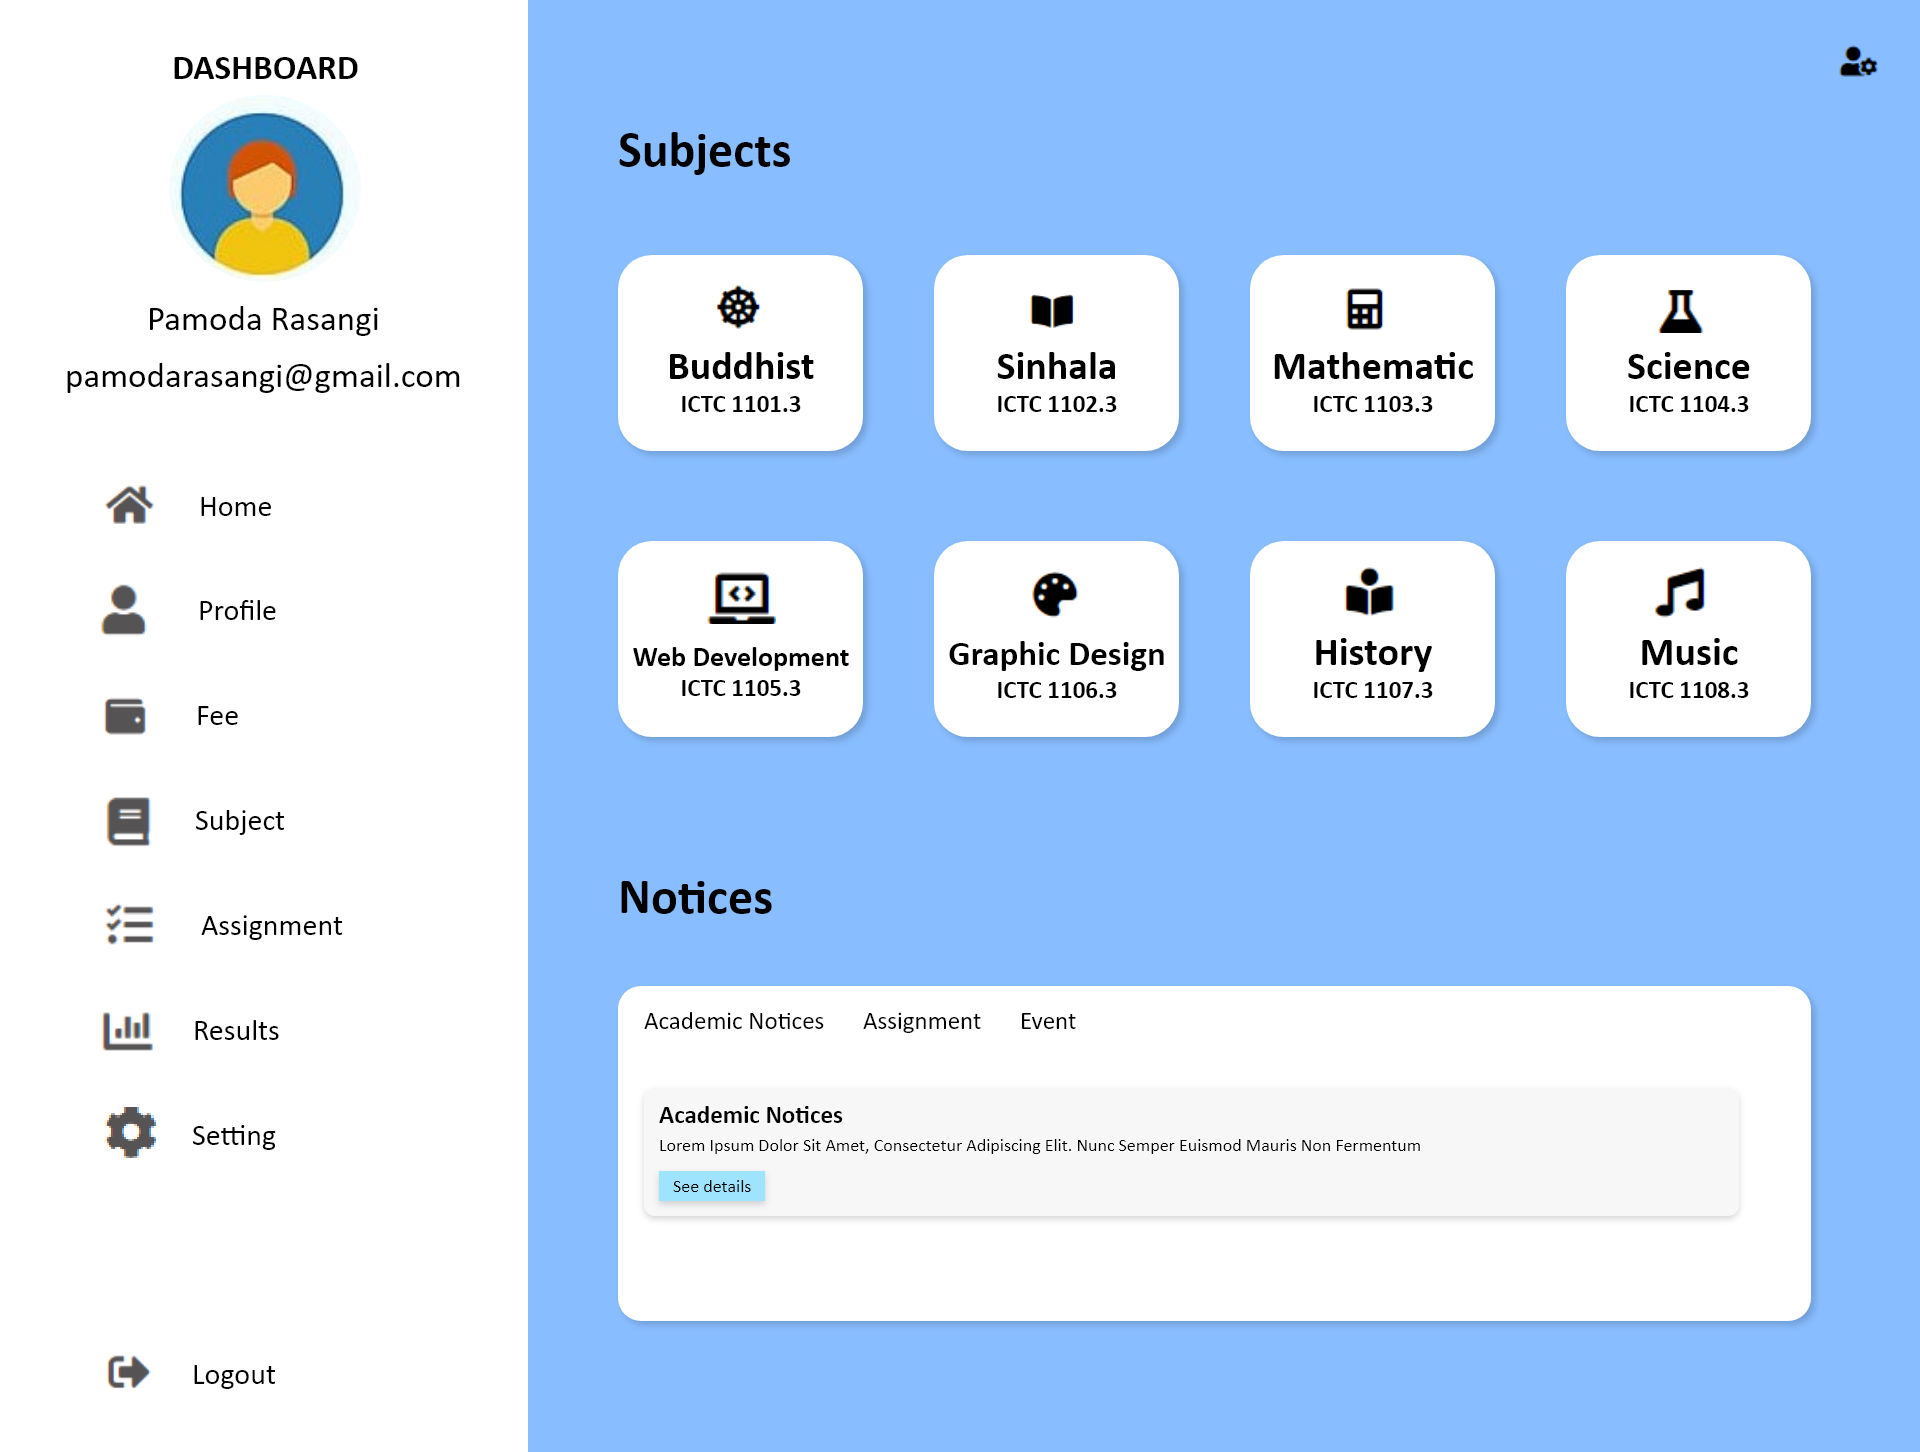 DASHBOARD
Pamoda Rasangi
pamodarasangi@gmail.com
Home
Profile
Fee
Subject
Assignment
Results
Setting
Logout
Subjects
Buddhist
ICTC 1101.3
Sinhala
ICTC 1102.3
Mathematic
ICTC 1103.3
Science
ICTC 1104.3
Web Development
ICTC 1105.3
Graphic Design
ICTC 1106.3
History
ICTC 1107.3
Music
ICTC 1108.3
Notices
Academic Notices Assignment Event
Academic Notices
Lorem Ipsum Dolor Sit Amet, Consectetur Adipiscing Elit. Nunc Semper Euismod Mauris Non Fermentum
See details